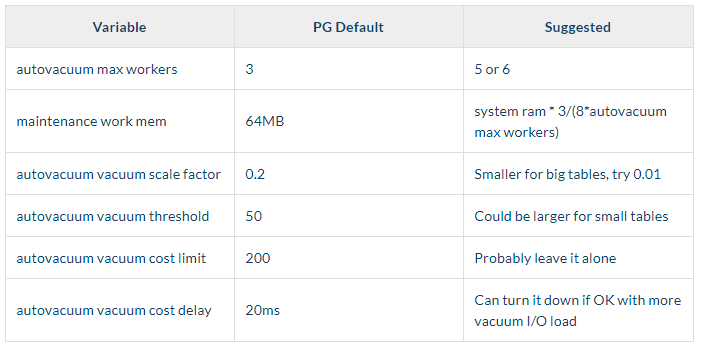 Variable PG Default Suggested
autovacuum max workers 3 5 or 6
maintenance work mem 64MB system ram * 3/(8*autovacuum
max workers)
autovacuum vacuum scale factor 0.2 Smaller for big tables, try 0.01
autovacuum vacuum threshold 50 Could be larger for small tables
autovacuum vacuum cost limit 200 Probably leave it alone
autovacuum vacuum cost delay 20ms Can turn it down if OK with more
vacuum I/O load